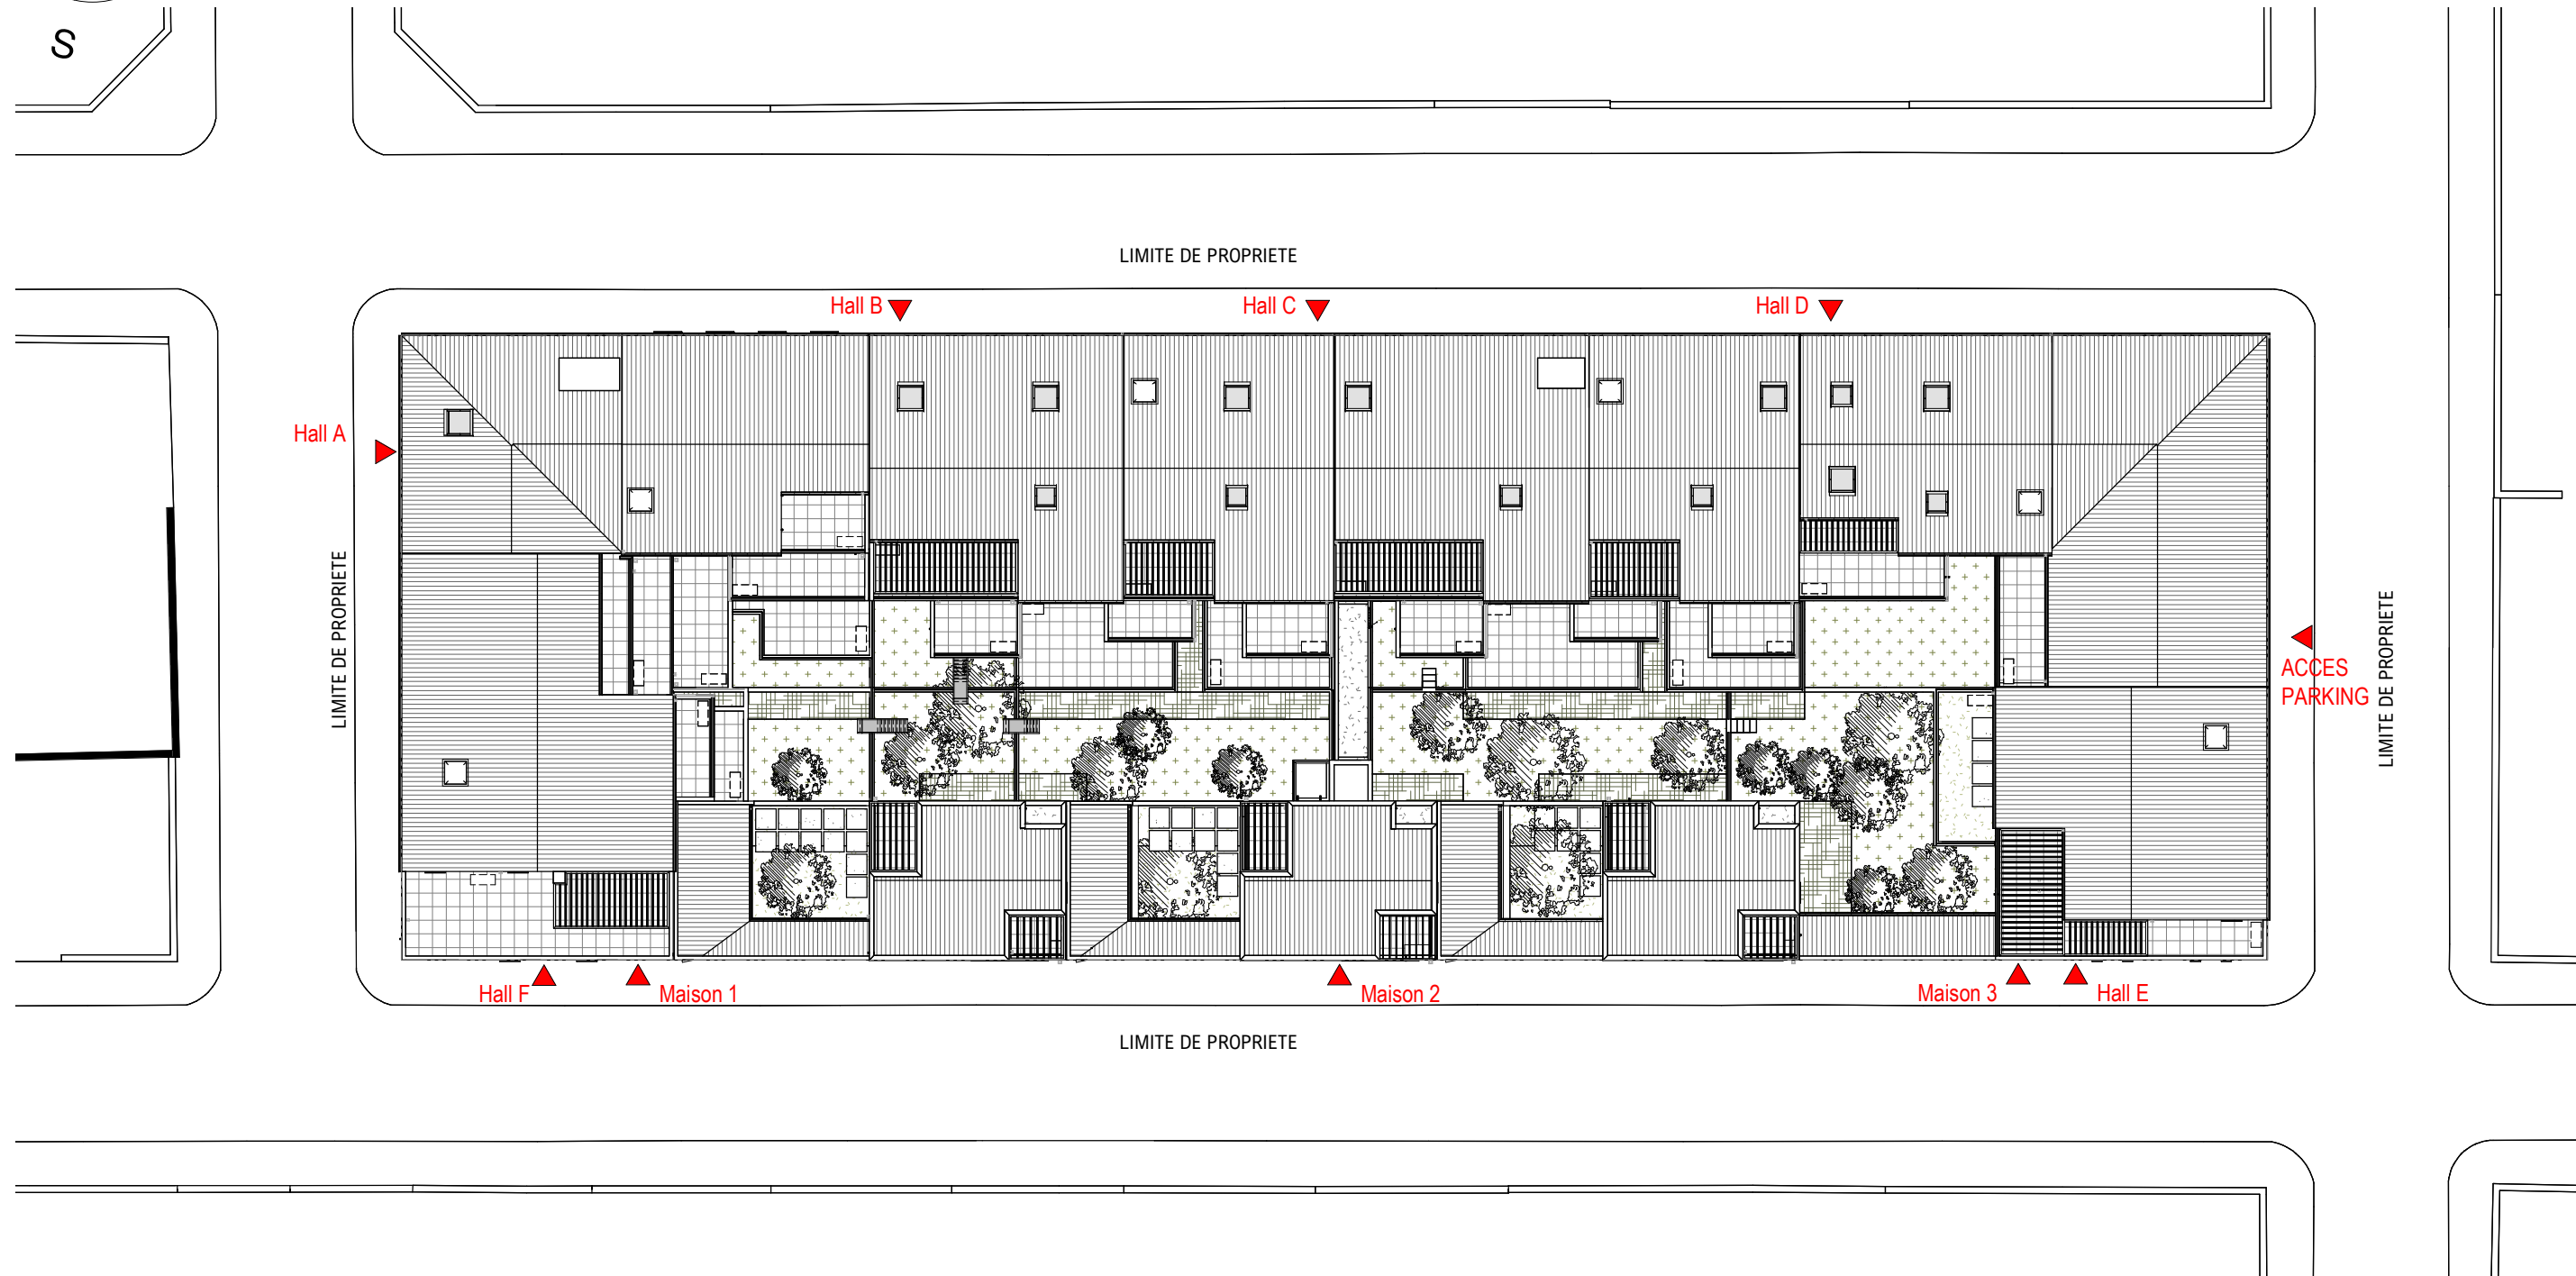 S
LIMITE DE PROPRIETE
Hall B
Hall C
Hall D
Hall A
LIMITE DE PROPRIETE
ACCES
PARKING
LIMITE DE PROPRIETE
Hall F
Maison 1
Maison 2
Maison 3
Hall E
LIMITE DE PROPRIETE